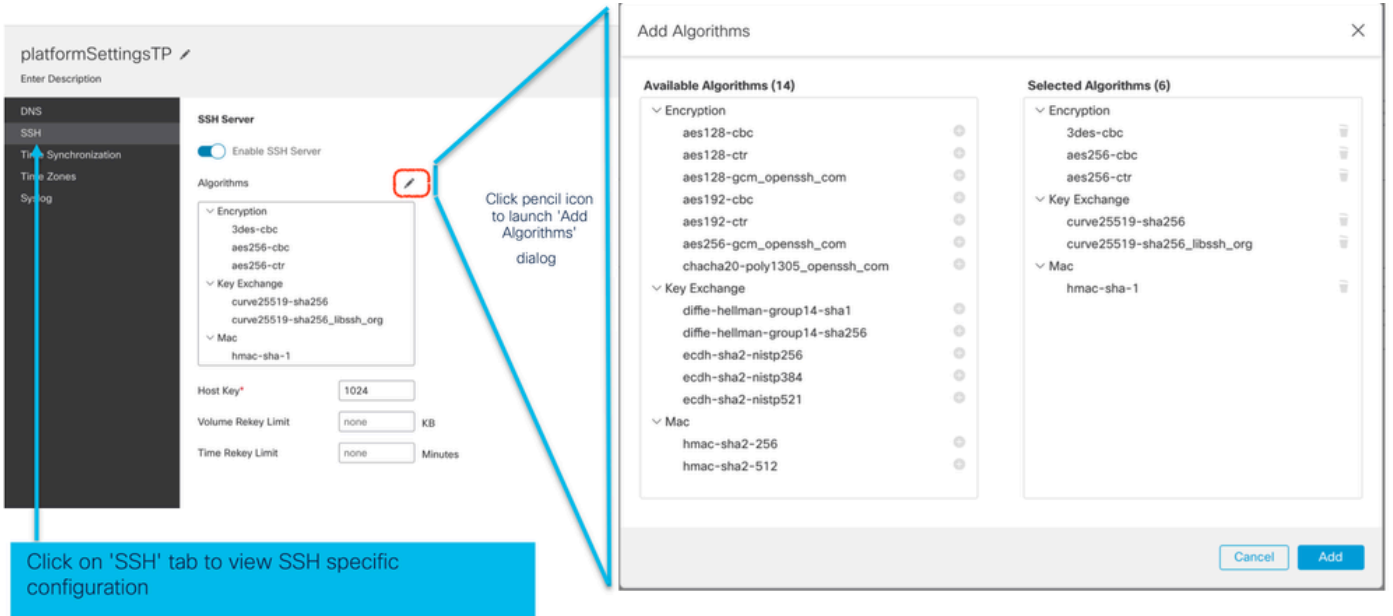 platformSettingsTP
Enter Description
DNS
SSH
Time Synchronization
Time Zones
Syslog
SSH Server
Enable SSH Server
Algorithms
Encryption
3des-cbc
aes256-cbc
aes256-ctr
Key Exchange
curve25519-sha256
curve25519-sha256_libssh_org
Mac
hmac-sha-1
Host Key*
1024
Volume Rekey Limit
none
KB
Time Rekey Limit
none
Minutes
Click pencil icon
to launch 'Add
Algorithms'
dialog
Click on 'SSH' tab to view SSH specific
configuration
Add Algorithms
Available Algorithms (14)
Encryption
aes128-cbc
aes128-ctr
aes128-gcm_openssh_com
aes192-cbc
aes192-ctr
aes256-gcm_openssh_com
chacha20-poly1305_openssh_com
Key Exchange
diffie-hellman-group14-sha1
diffie-hellman-group14-sha256
ecdh-sha2-nistp256
ecdh-sha2-nistp384
ecdh-sha2-nistp521
Mac
hmac-sha2-256
hmac-sha2-512
Selected Algorithms (6)
Encryption
3des-cbc
aes256-cbc
aes256-ctr
Key Exchange
curve25519-sha256
curve25519-sha256_libssh_org
Mac
hmac-sha-1
Cancel
Add